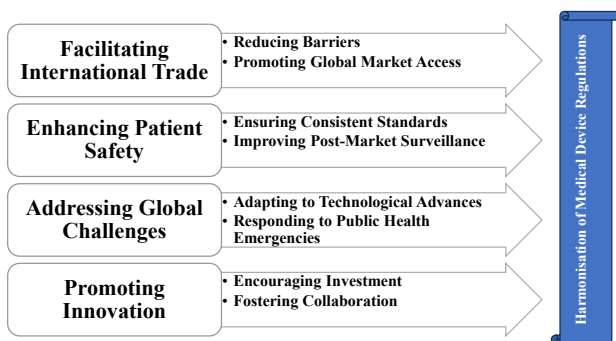 Facilitating
International Trade
• Reducing Barriers
• Promoting Global Market Access
Enhancing Patient
Safety
• Ensuring Consistent Standards
• Improving Post-Market Surveillance
Addressing Global
Challenges
• Adapting to Technological Advances
• Responding to Public Health
Emergencies
Promoting
Innovation
• Encouraging Investment
• Fostering Collaboration
Harmonisation of Medical Device Regulations